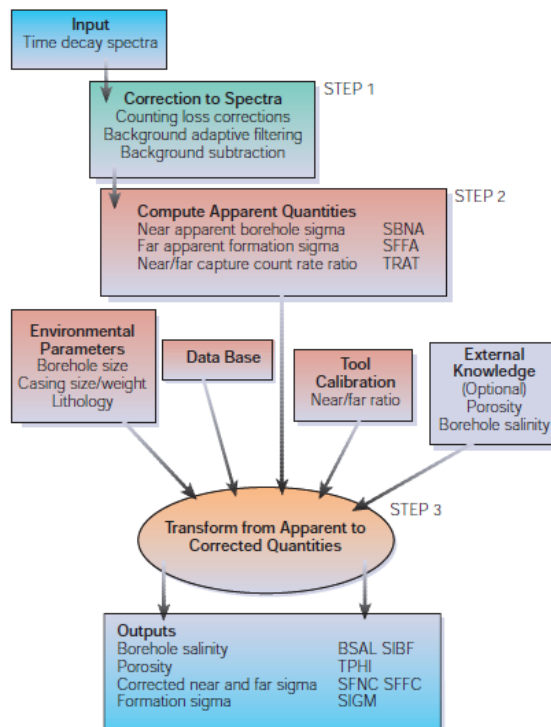 Input
Time decay spectra
STEP 1
Correction to Spectra
Counting loss corrections
Background adaptive filtering
Background subtraction
STEP 2
Compute Apparent Quantities
Near apparent borehole sigma SBNA
Far apparent formation sigma SFFA
Near/far capture count rate ratio TRAT
Environmental
Parameters
Borehole size
Casing size/weight
Lithology
Data Base
Tool
Calibration
Near/far ratio
External
Knowledge
(Optional)
Porosity
Borehole salinity
STEP 3
Transform from Apparent to
Corrected Quantities
Outputs
Borehole salinity BSAL SIBF
Porosity TPHI
Corrected near and far sigma SFNC SFFC
Formation sigma SIGM